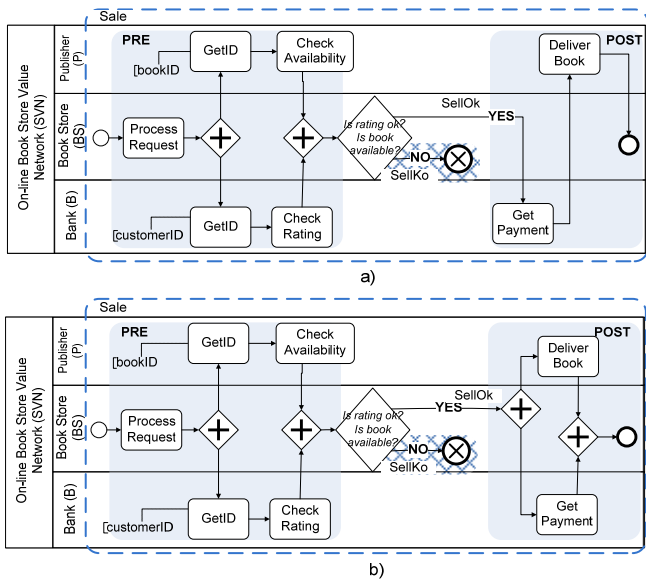 Sale
PRE
POST
On-line Book Store Value
Network (SVN)
Publisher
(P)
Book Store
(BS)
Bank (B)
[bookID
GetID
Check
Availability
Deliver
Book
Process
Request
Is rating ok?
Is book
available?
SellOk
YES
NO
SellKo
[customerID
GetID
Check
Rating
Get
Payment
a)
Sale
PRE
POST
On-line Book Store Value
Network (SVN)
Publisher
(P)
Book Store
(BS)
Bank (B)
[bookID
GetID
Check
Availability
Deliver
Book
Process
Request
Is rating ok?
Is book
available?
SellOk
YES
NO
SellKo
[customerID
GetID
Check
Rating
Get
Payment
b)